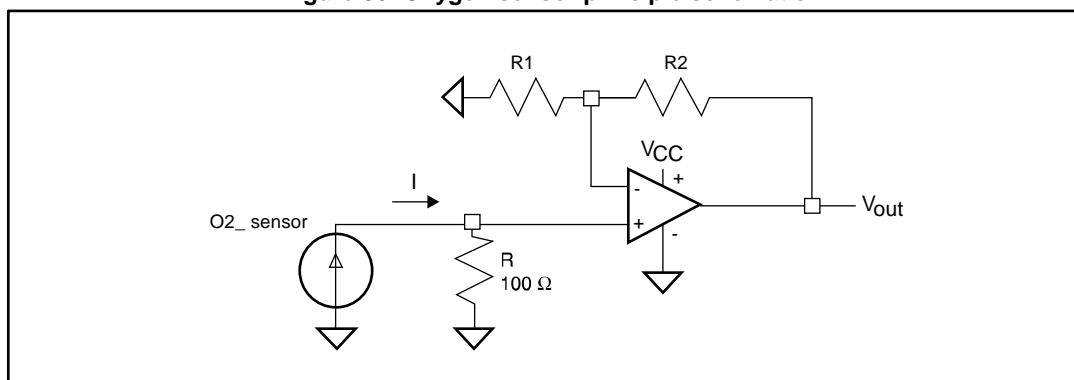 R1
R2
VCC
+
-
I
O2_ sensor
+
-
Vout
R
100 Ω